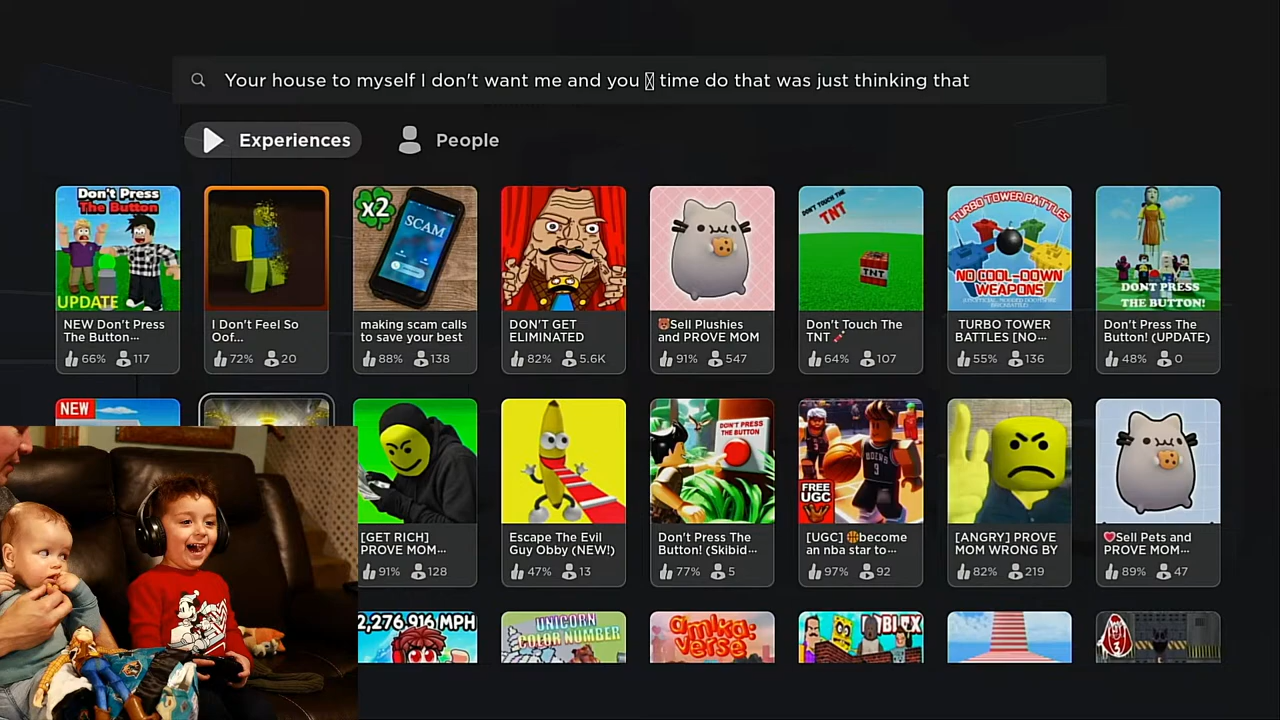 Your house to myself I don't want me and you time do that was just thinking that
Experiences
People
Don't Press
The Button
UPDATE
NEW Don't Press
The Button…
66% 117
I Don't Feel So
Oof...
72% 20
x2
SCAM
making scam calls
to save your best
88% 138
DON'T GET
ELIMINATED
82% 5.6K
🐻Sell Plushies
and PROVE MOM
91% 547
DON'T TOUCH THE
TNT
TNT
Don't Touch The
TNT 🧨
64% 107
TURBO TOWER BATTLES
NO COOL-DOWN
WEAPONS
TURBO TOWER
BATTLES [NO…
55% 136
DONT PRESS
THE BUTTON!
Don't Press The
Button! (UPDATE)
48% 0
NEW
[GET RICH]
PROVE MOM…
91% 128
Escape The Evil
Guy Obby (NEW!)
47% 13
DON'T PRESS
THE BUTTON
Don't Press The
Button! (Skibid…
77% 5
9
FREE
UGC
[UGC] 🏀become
an nba star to…
97% 92
[ANGRY] PROVE
MOM WRONG BY
82% 219
💗Sell Pets and
PROVE MOM…
89% 47
2,276,916 MPH
UNICORN
COLOR NUMBER
amika:
verse
3